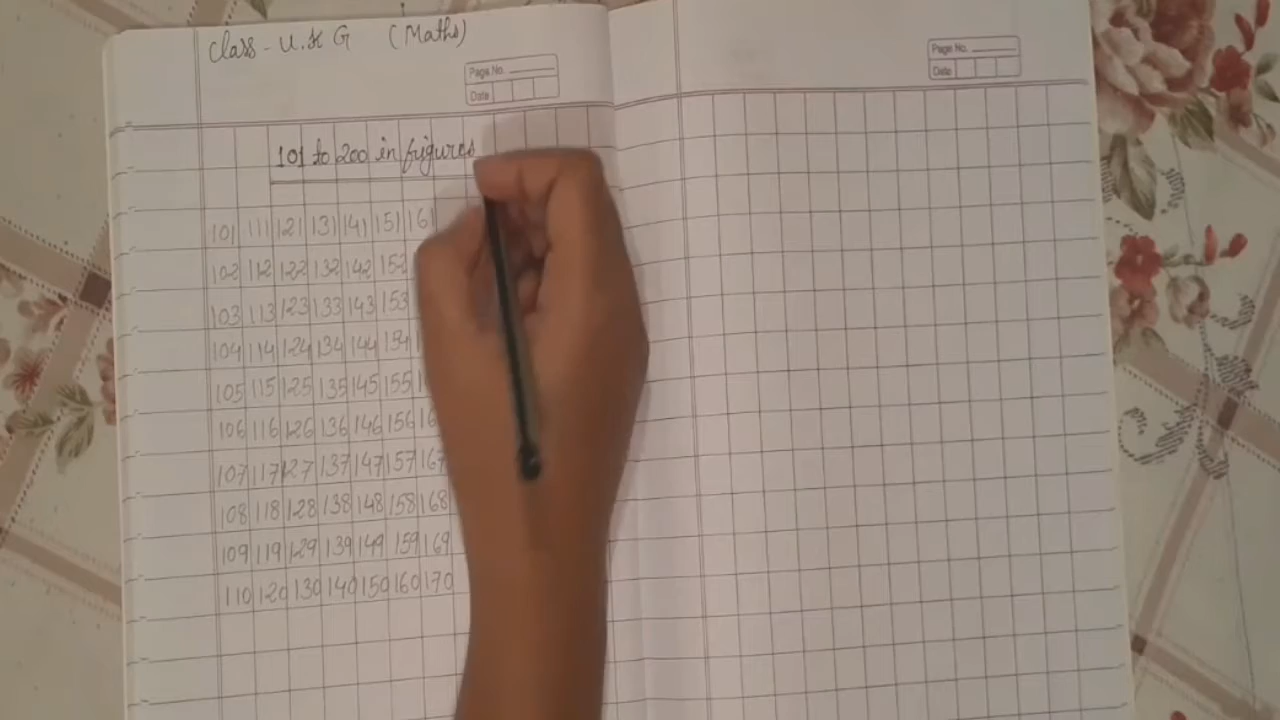 Class - U.K G (Maths)
Page No.
Date
Page No.
Date
101 to 200 in figures
101 111 121 131 141 151 161
102 112 122 132 142 152
103 113 123 133 143 153
104 114 124 134 144 154
105 115 125 135 145 155
106 116 126 136 146 156
107 117 127 137 147 157 167
108 118 128 138 148 158 168
109 119 129 139 149 159 169
110 120 130 140 150 160 170